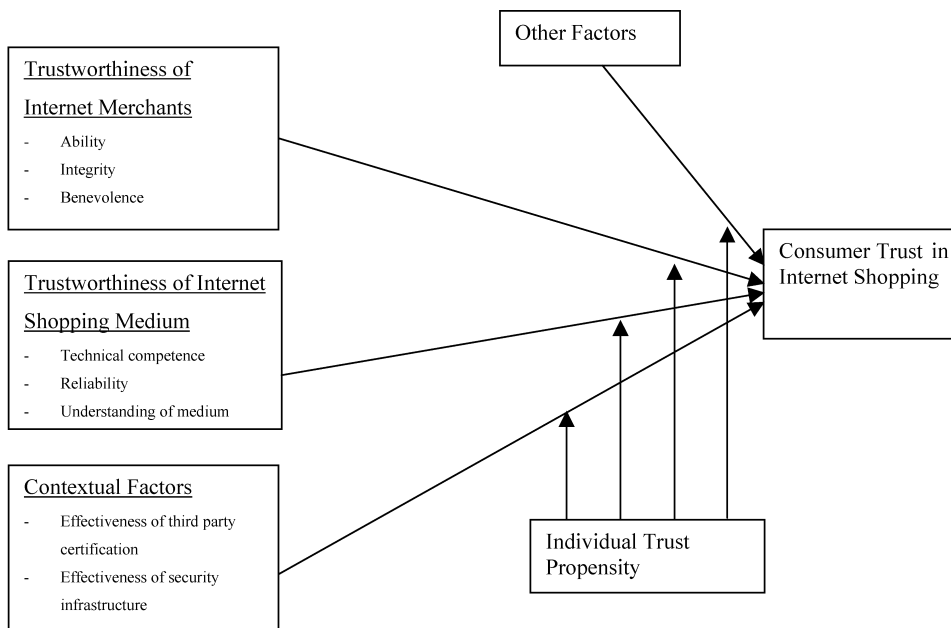 Other Factors
Trustworthiness of
Internet Merchants
- Ability
- Integrity
- Benevolence
Consumer Trust in
Internet Shopping
Trustworthiness of Internet
Shopping Medium
- Technical competence
- Reliability
- Understanding of medium
Contextual Factors
- Effectiveness of third party
certification
- Effectiveness of security
infrastructure
Individual Trust
Propensity